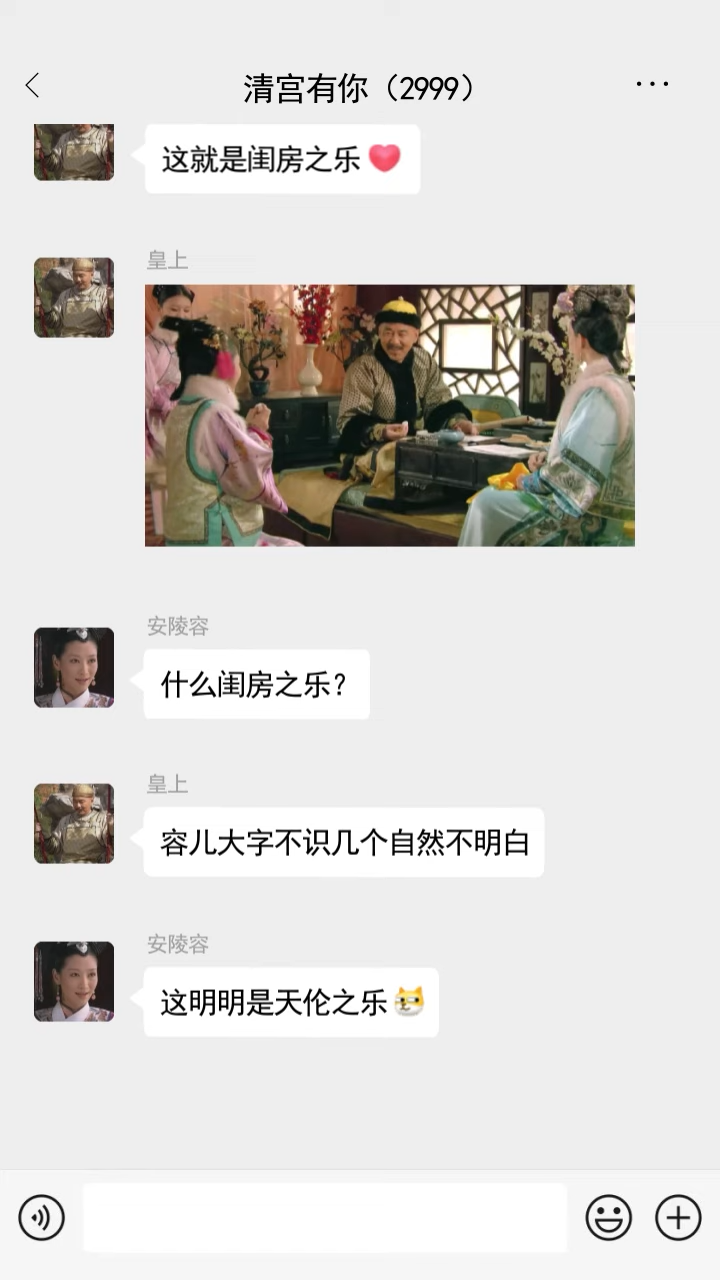 清宫有你（2999）
这就是闺房之乐
皇上
安陵容
什么闺房之乐？
皇上
容儿大字不识几个自然不明白
安陵容
这明明是天伦之乐